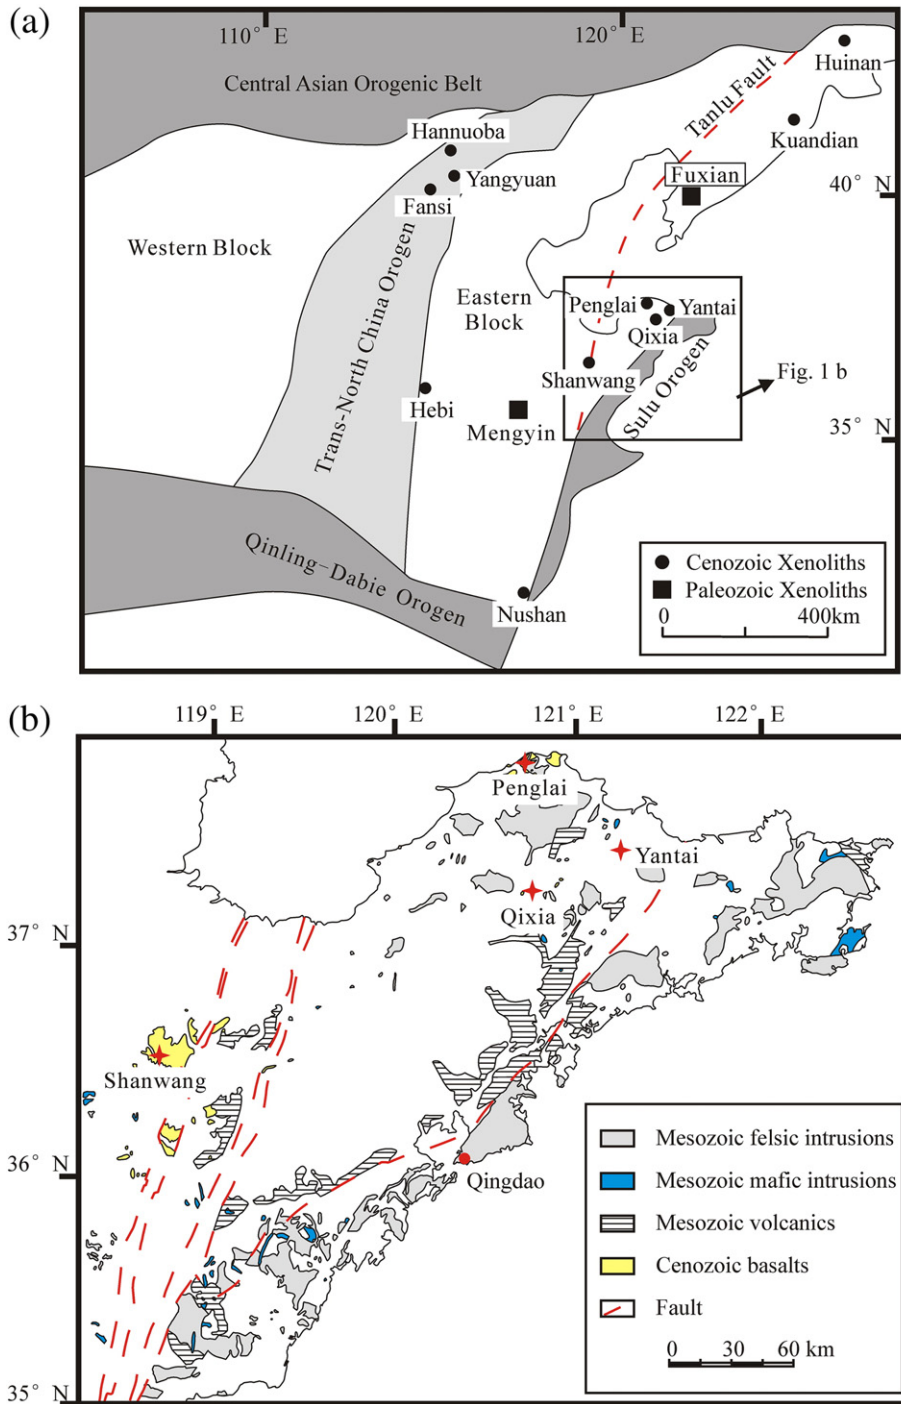 (a)
110° E
120° E
Huinan
Central Asian Orogenic Belt
Tanlu Fault
Hannuoba
Kuandian
Yangyuan
Fuxian
40° N
Fansi
Western Block
Trans-North China Orogen
Eastern
Block
Penglai
Yantai
Qixia
Shanwang
Sulu Orogen
Fig. 1 b
Hebi
Mengyin
35° N
Qinling-Dabie Orogen
Nushan
Cenozoic Xenoliths
Paleozoic Xenoliths
0 400km
(b)
119° E
120° E
121° E
122° E
Penglai
Yantai
Qixia
37° N
Shanwang
36° N
Qingdao
Mesozoic felsic intrusions
Mesozoic mafic intrusions
Mesozoic volcanics
Cenozoic basalts
Fault
0 30 60 km
35° N